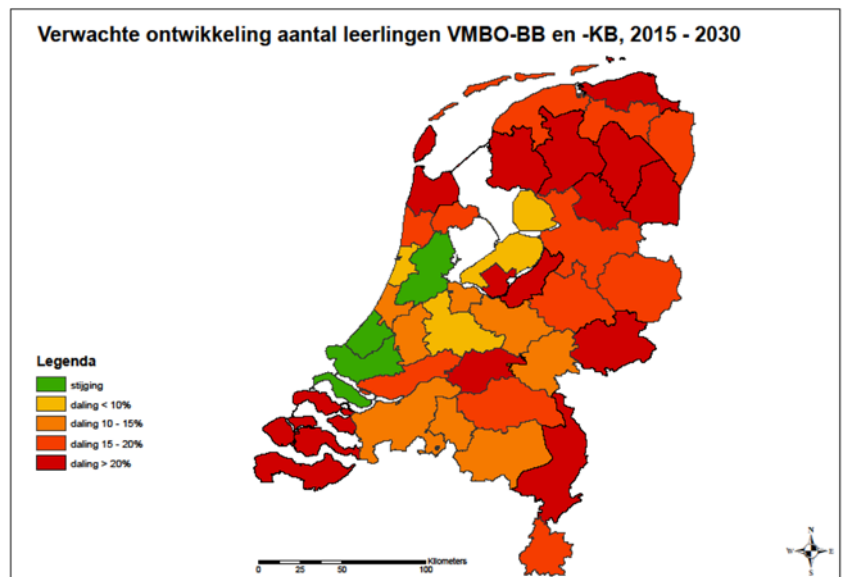 Verwachte ontwikkeling aantal leerlingen VMBO-BB en -KB, 2015 - 2030
Legenda
stijging
daling < 10%
daling 10 - 15%
daling 15 - 20%
daling > 20%
Kilometers
0 25 50 100
N
W E
S